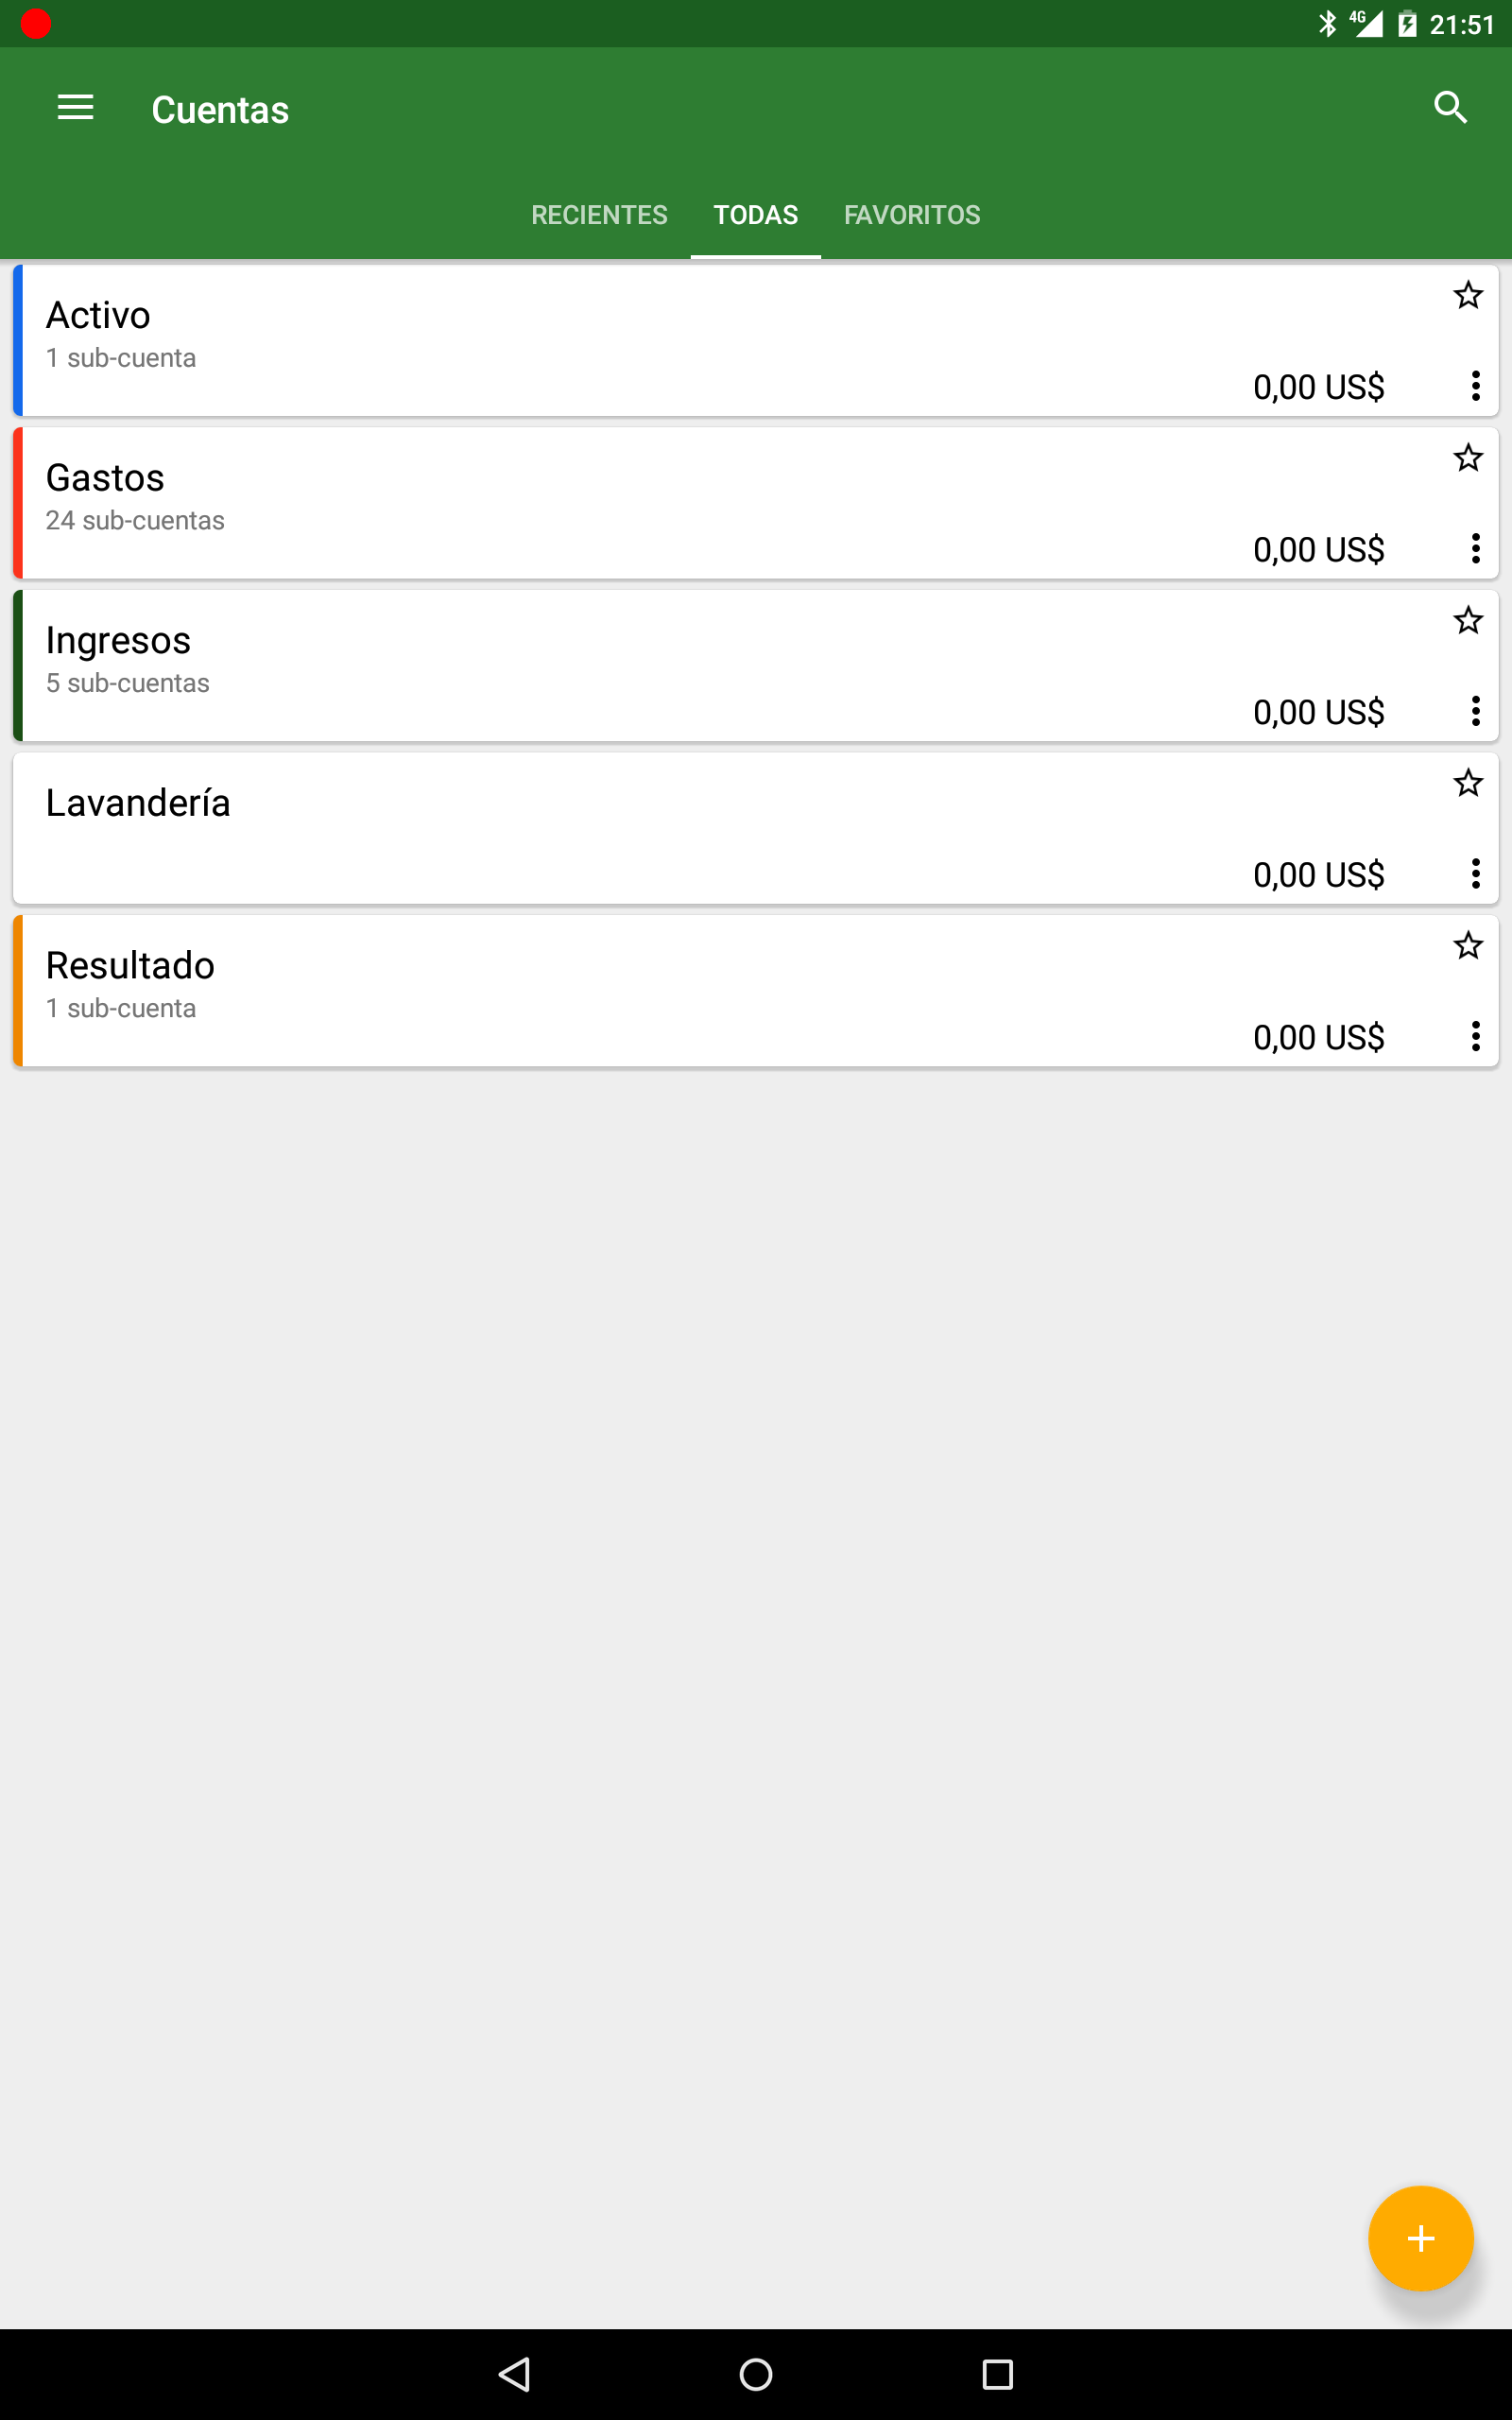 4G 21:51
Cuentas
RECIENTES TODAS FAVORITOS
Activo
1 sub-cuenta
0,00 US$
Gastos
24 sub-cuentas
0,00 US$
Ingresos
5 sub-cuentas
0,00 US$
Lavandería
0,00 US$
Resultado
1 sub-cuenta
0,00 US$